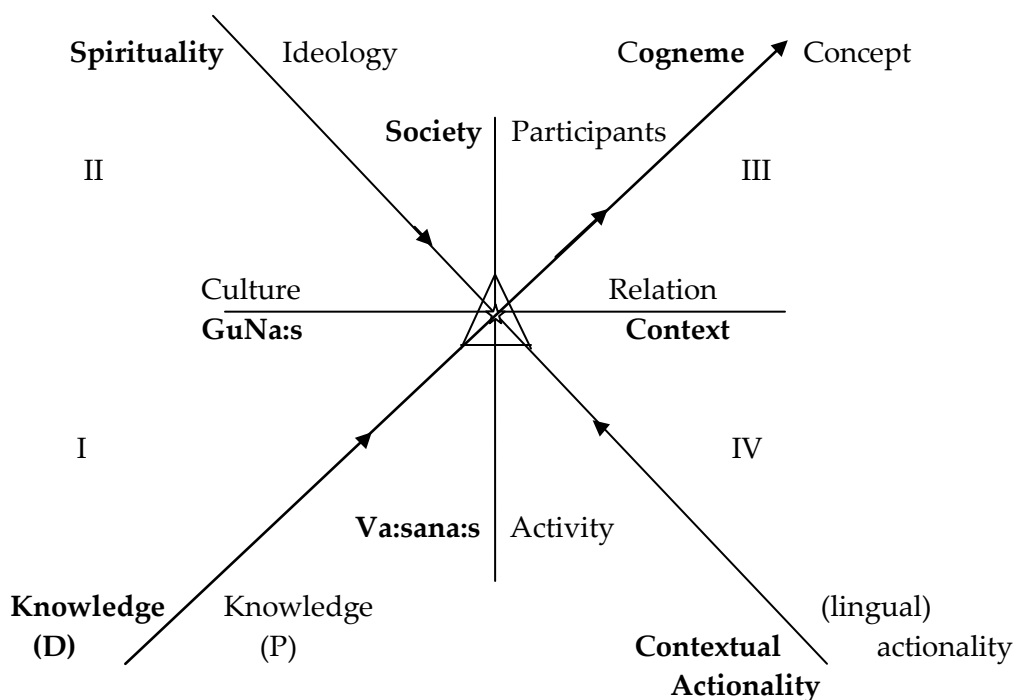 Spirituality Ideology Cogneme Concept
Society Participants
II III
Culture Relation
GuNa:s Context
I IV
Va:sana:s Activity
Knowledge Knowledge (lingual)
(D) (P) Contextual actionality
Actionality